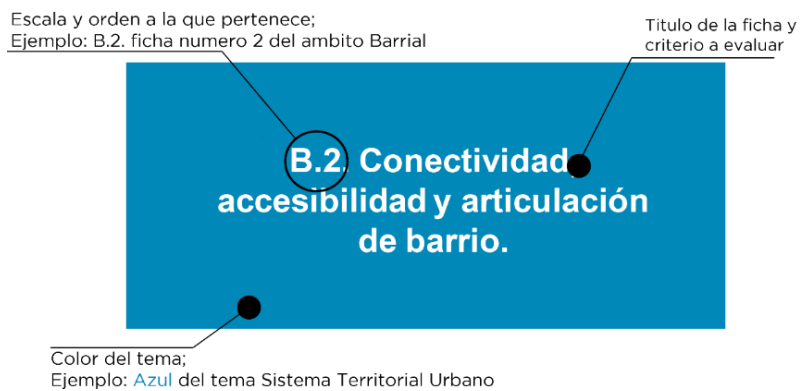 Escala y orden a la que pertenece;
Ejemplo: B.2. ficha numero 2 del ambito Barrial
Titulo de la ficha y
criterio a evaluar
B.2. Conectividad,
accesibilidad y articulación
de barrio.
Color del tema;
Ejemplo: Azul del tema Sistema Territorial Urbano